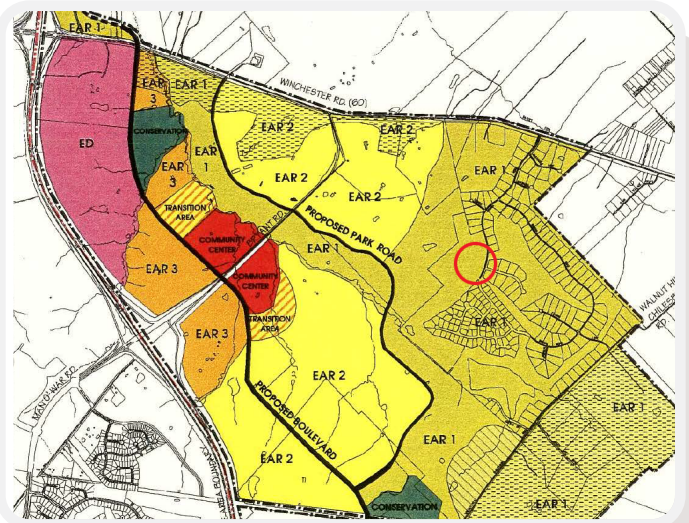 EAR 1
WINCHESTER RD. (60)
EAR
3
EAR 1
ED
CONSERVATION
EAR 2
EAR 2
EAR
1
EAR
3
EAR 2
EAR 2
EAR 1
TRANSITION
AREA
PROPOSED PARK ROAD
COMMUNITY
CENTER
EAR 1
EAR 3
COMMUNITY
CENTER
TRANSITION
AREA
EAR 1
EAR 3
EAR 2
RD.
PROPOSED BOULEVARD
EAR 1
EAR 1
EAR 2
CONSERVATION
EAR 1